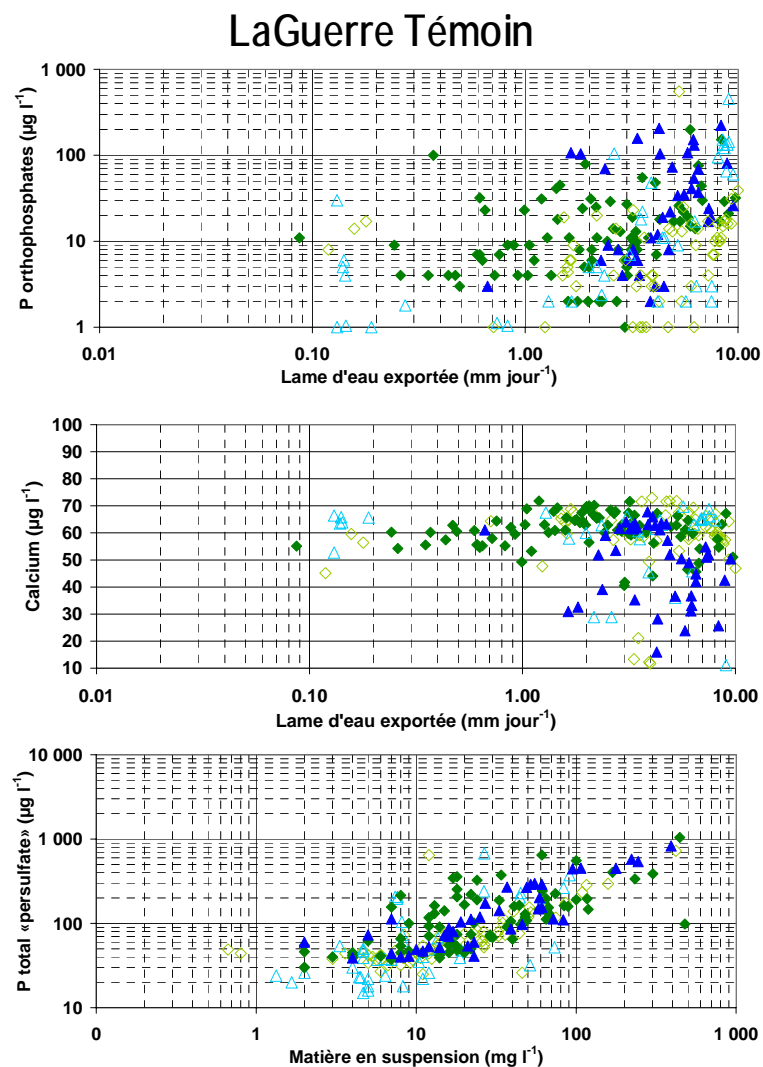 LaGuerre Témoin
P orthophosphates (µg l⁻¹)
1 000
100
10
1
0.01 0.10 1.00 10.00
Lame d'eau exportée (mm jour⁻¹)
Calcium (µg l⁻¹)
100
90
80
70
60
50
40
30
20
10
0.01 0.10 1.00 10.00
Lame d'eau exportée (mm jour⁻¹)
P total «persulfate» (µg l⁻¹)
10 000
1 000
100
10
0 1 10 100 1 000
Matière en suspension (mg l⁻¹)